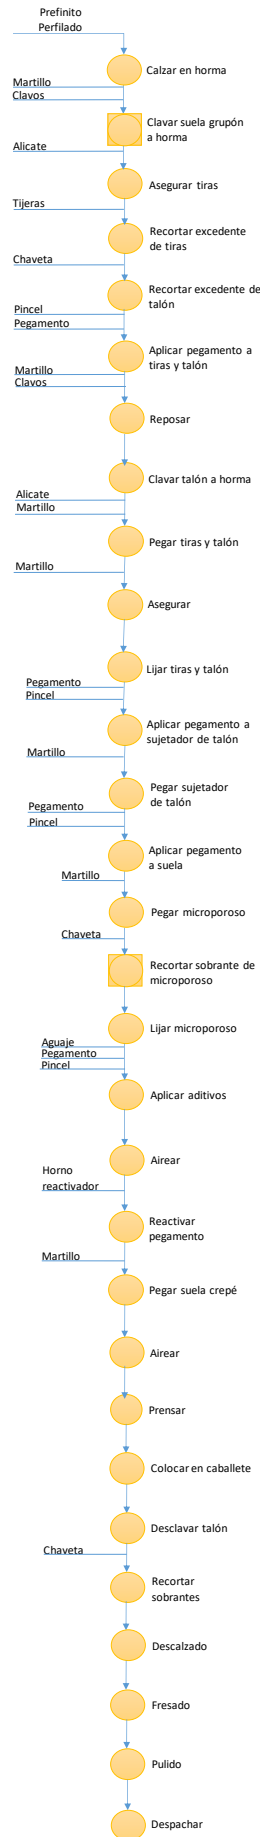 Prefinito
Perfilado
Calzar en horma
Martillo
Clavos
Clavar suela grupón
a horma
Alicate
Asegurar tiras
Tijeras
Recortar excedente
de tiras
Chaveta
Recortar excedente de
talón
Pincel
Pegamento
Aplicar pegamento a
tiras y talón
Martillo
Clavos
Reposar
Clavar talón a horma
Alicate
Martillo
Pegar tiras y talón
Martillo
Asegurar
Lijar tiras y talón
Pegamento
Pincel
Aplicar pegamento a
sujetador de talón
Martillo
Pegar sujetador
de talón
Pegamento
Pincel
Aplicar pegamento
a suela
Martillo
Pegar microporoso
Chaveta
Recortar sobrante de
microporoso
Lijar microporoso
Aguaje
Pegamento
Pincel
Aplicar aditivos
Airear
Horno
reactivador
Reactivar
pegamento
Martillo
Pegar suela crepé
Airear
Prensar
Colocar en caballete
Desclavar talón
Chaveta
Recortar
sobrantes
Descalzado
Fresado
Pulido
Despachar